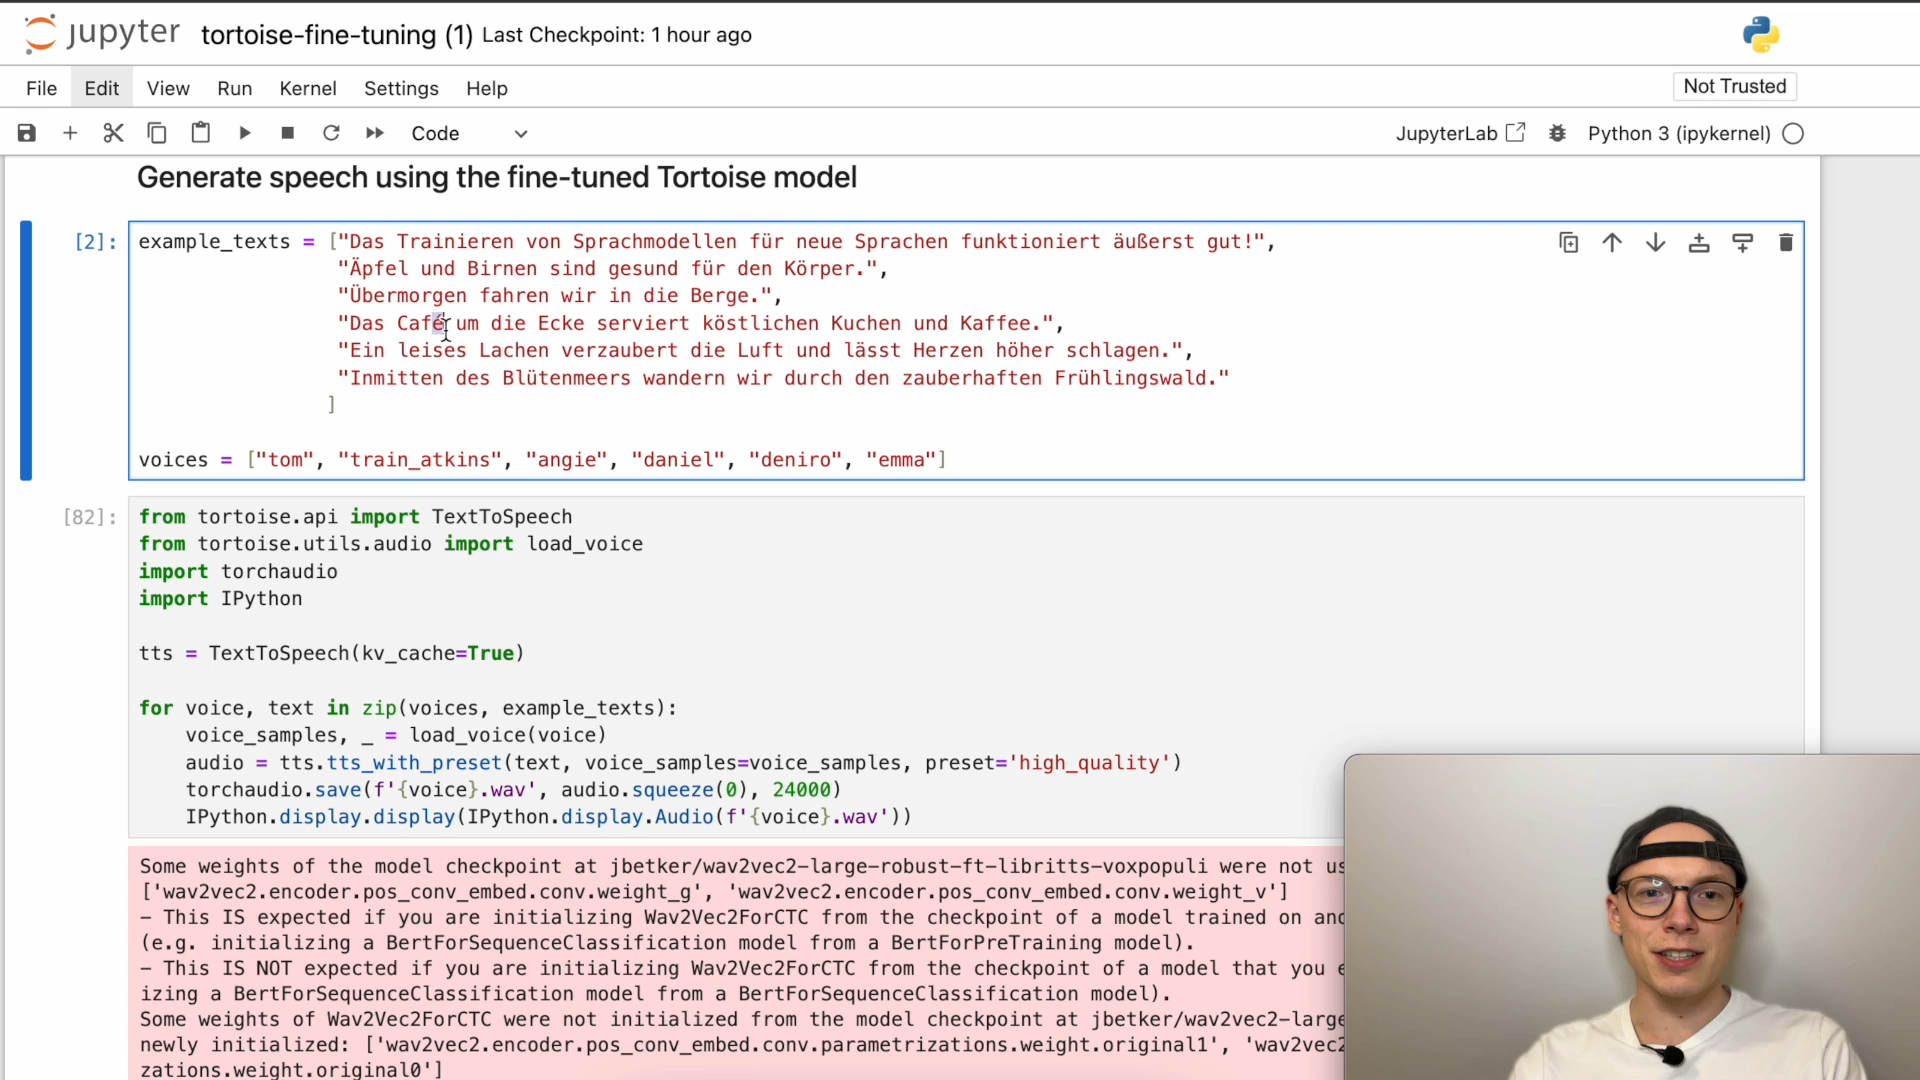 jupyter tortoise-fine-tuning (1) Last Checkpoint: 1 hour ago
File Edit View Run Kernel Settings Help Not Trusted
Code JupyterLab Python 3 (ipykernel)
Generate speech using the fine-tuned Tortoise model
[2]: example_texts = ["Das Trainieren von Sprachmodellen für neue Sprachen funktioniert äußerst gut!",
"Äpfel und Birnen sind gesund für den Körper.",
"Übermorgen fahren wir in die Berge.",
"Das Café um die Ecke serviert köstlichen Kuchen und Kaffee.",
"Ein leises Lachen verzaubert die Luft und lässt Herzen höher schlagen.",
"Inmitten des Blütenmeers wandern wir durch den zauberhaften Frühlingswald."
]
voices = ["tom", "train_atkins", "angie", "daniel", "deniro", "emma"]
[82]: from tortoise.api import TextToSpeech
from tortoise.utils.audio import load_voice
import torchaudio
import IPython
tts = TextToSpeech(kv_cache=True)
for voice, text in zip(voices, example_texts):
voice_samples, _ = load_voice(voice)
audio = tts.tts_with_preset(text, voice_samples=voice_samples, preset='high_quality')
torchaudio.save(f'{voice}.wav', audio.squeeze(0), 24000)
IPython.display.display(IPython.display.Audio(f'{voice}.wav'))
Some weights of the model checkpoint at jbetker/wav2vec2-large-robust-ft-libritts-voxpopuli were not us
['wav2vec2.encoder.pos_conv_embed.conv.weight_g', 'wav2vec2.encoder.pos_conv_embed.conv.weight_v']
- This IS expected if you are initializing Wav2Vec2ForCTC from the checkpoint of a model trained on ano
(e.g. initializing a BertForSequenceClassification model from a BertForPreTraining model).
- This IS NOT expected if you are initializing Wav2Vec2ForCTC from the checkpoint of a model that you e
izing a BertForSequenceClassification model from a BertForSequenceClassification model).
Some weights of Wav2Vec2ForCTC were not initialized from the model checkpoint at jbetker/wav2vec2-large
newly initialized: ['wav2vec2.encoder.pos_conv_embed.conv.parametrizations.weight.original1', 'wav2vec2
zations.weight.original0']